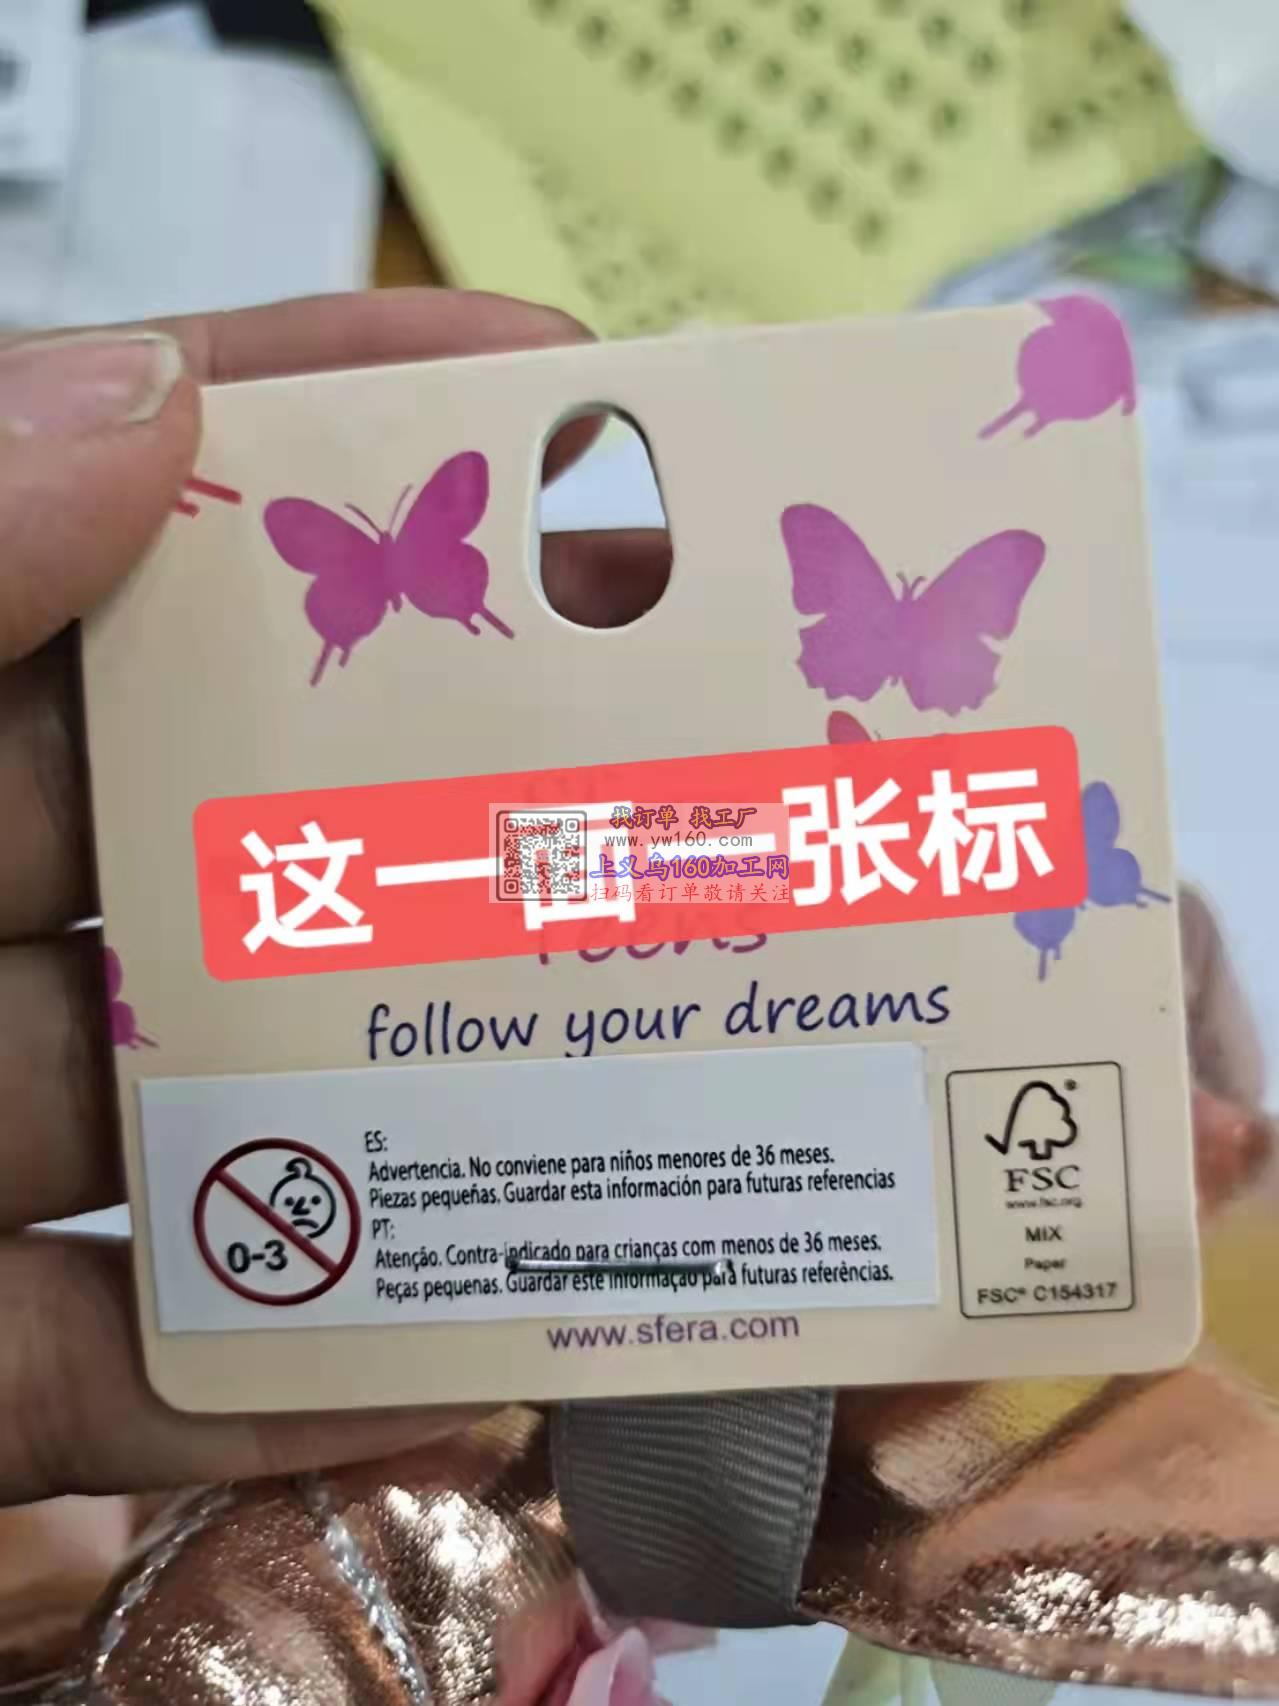 这一面一张标
找订单 找工厂
www.yw160.com
上义乌160加工网
扫码看订单敬请关注
Teens
follow your dreams
ES:
Advertencia. No conviene para niños menores de 36 meses.
Piezas pequeñas. Guardar esta información para futuras referencias
PT:
Atenção. Contra-indicado para crianças com menos de 36 meses.
Peças pequenas. Guardar este informação para futuras referências.
0-3
FSC
www.fsc.org
MIX
Paper
FSC® C154317
www.sfera.com